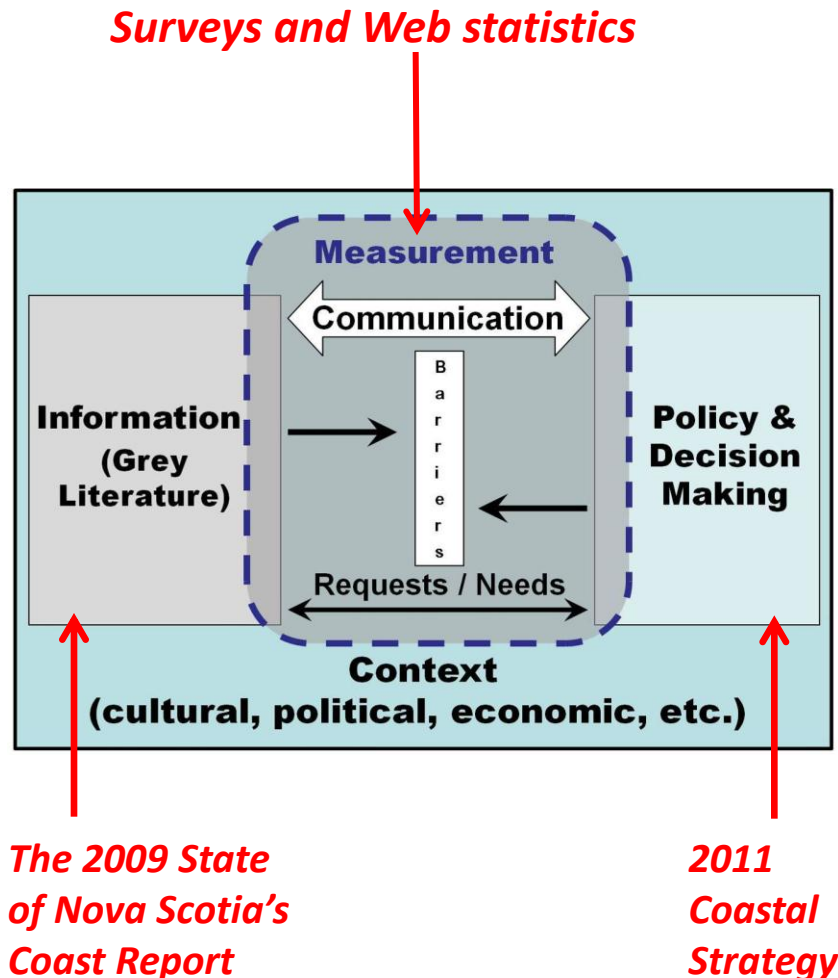 Surveys and Web statistics
Measurement
Communication
Barriers
Information
(Grey
Literature)
Policy &
Decision
Making
Requests / Needs
Context
(cultural, political, economic, etc.)
The 2009 State
of Nova Scotia’s
Coast Report
2011
Coastal
Strategy